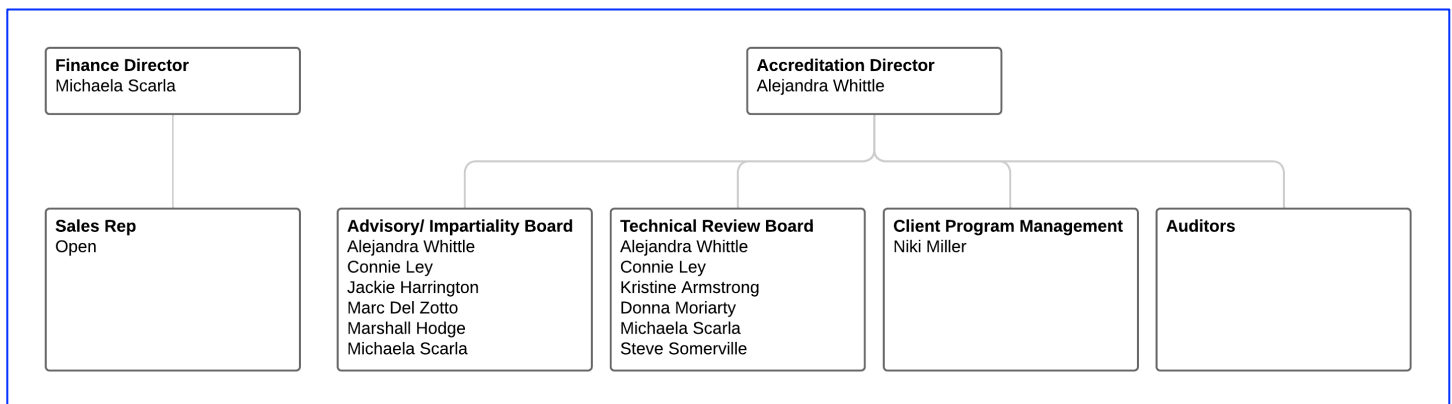 Finance Director
Michaela Scarla
Accreditation Director
Alejandra Whittle
Sales Rep
Open
Advisory/ Impartiality Board
Alejandra Whittle
Connie Ley
Jackie Harrington
Marc Del Zotto
Marshall Hodge
Michaela Scarla
Technical Review Board
Alejandra Whittle
Connie Ley
Kristine Armstrong
Donna Moriarty
Michaela Scarla
Steve Somerville
Client Program Management
Niki Miller
Auditors